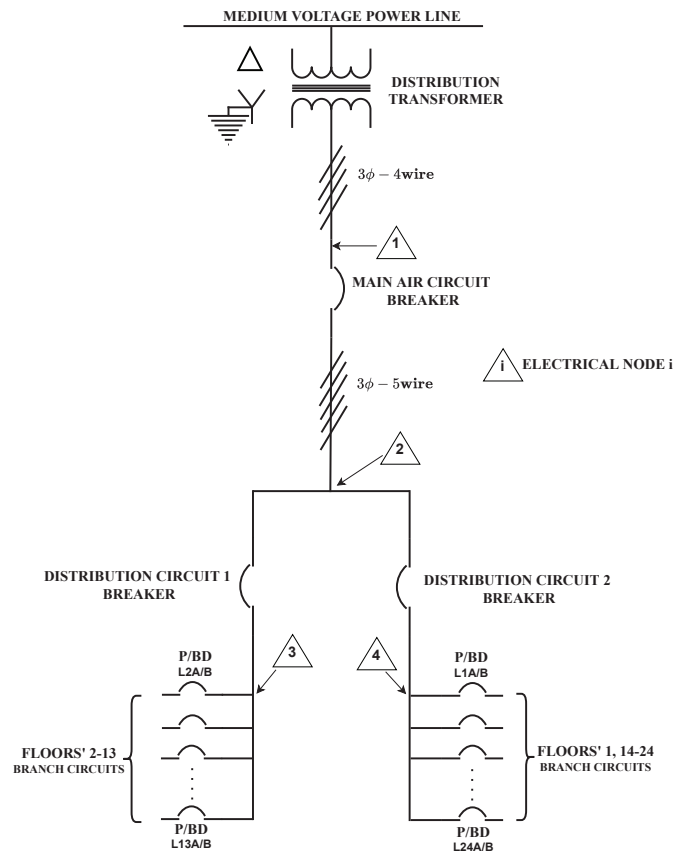 MEDIUM VOLTAGE POWER LINE
DISTRIBUTION
TRANSFORMER
3ϕ − 4wire
1
MAIN AIR CIRCUIT
BREAKER
i ELECTRICAL NODE i
3ϕ − 5wire
2
DISTRIBUTION CIRCUIT 1
BREAKER
DISTRIBUTION CIRCUIT 2
BREAKER
3
4
P/BD
L2A/B
P/BD
L1A/B
FLOORS' 2-13
BRANCH CIRCUITS
FLOORS' 1, 14-24
BRANCH CIRCUITS
P/BD
L13A/B
P/BD
L24A/B